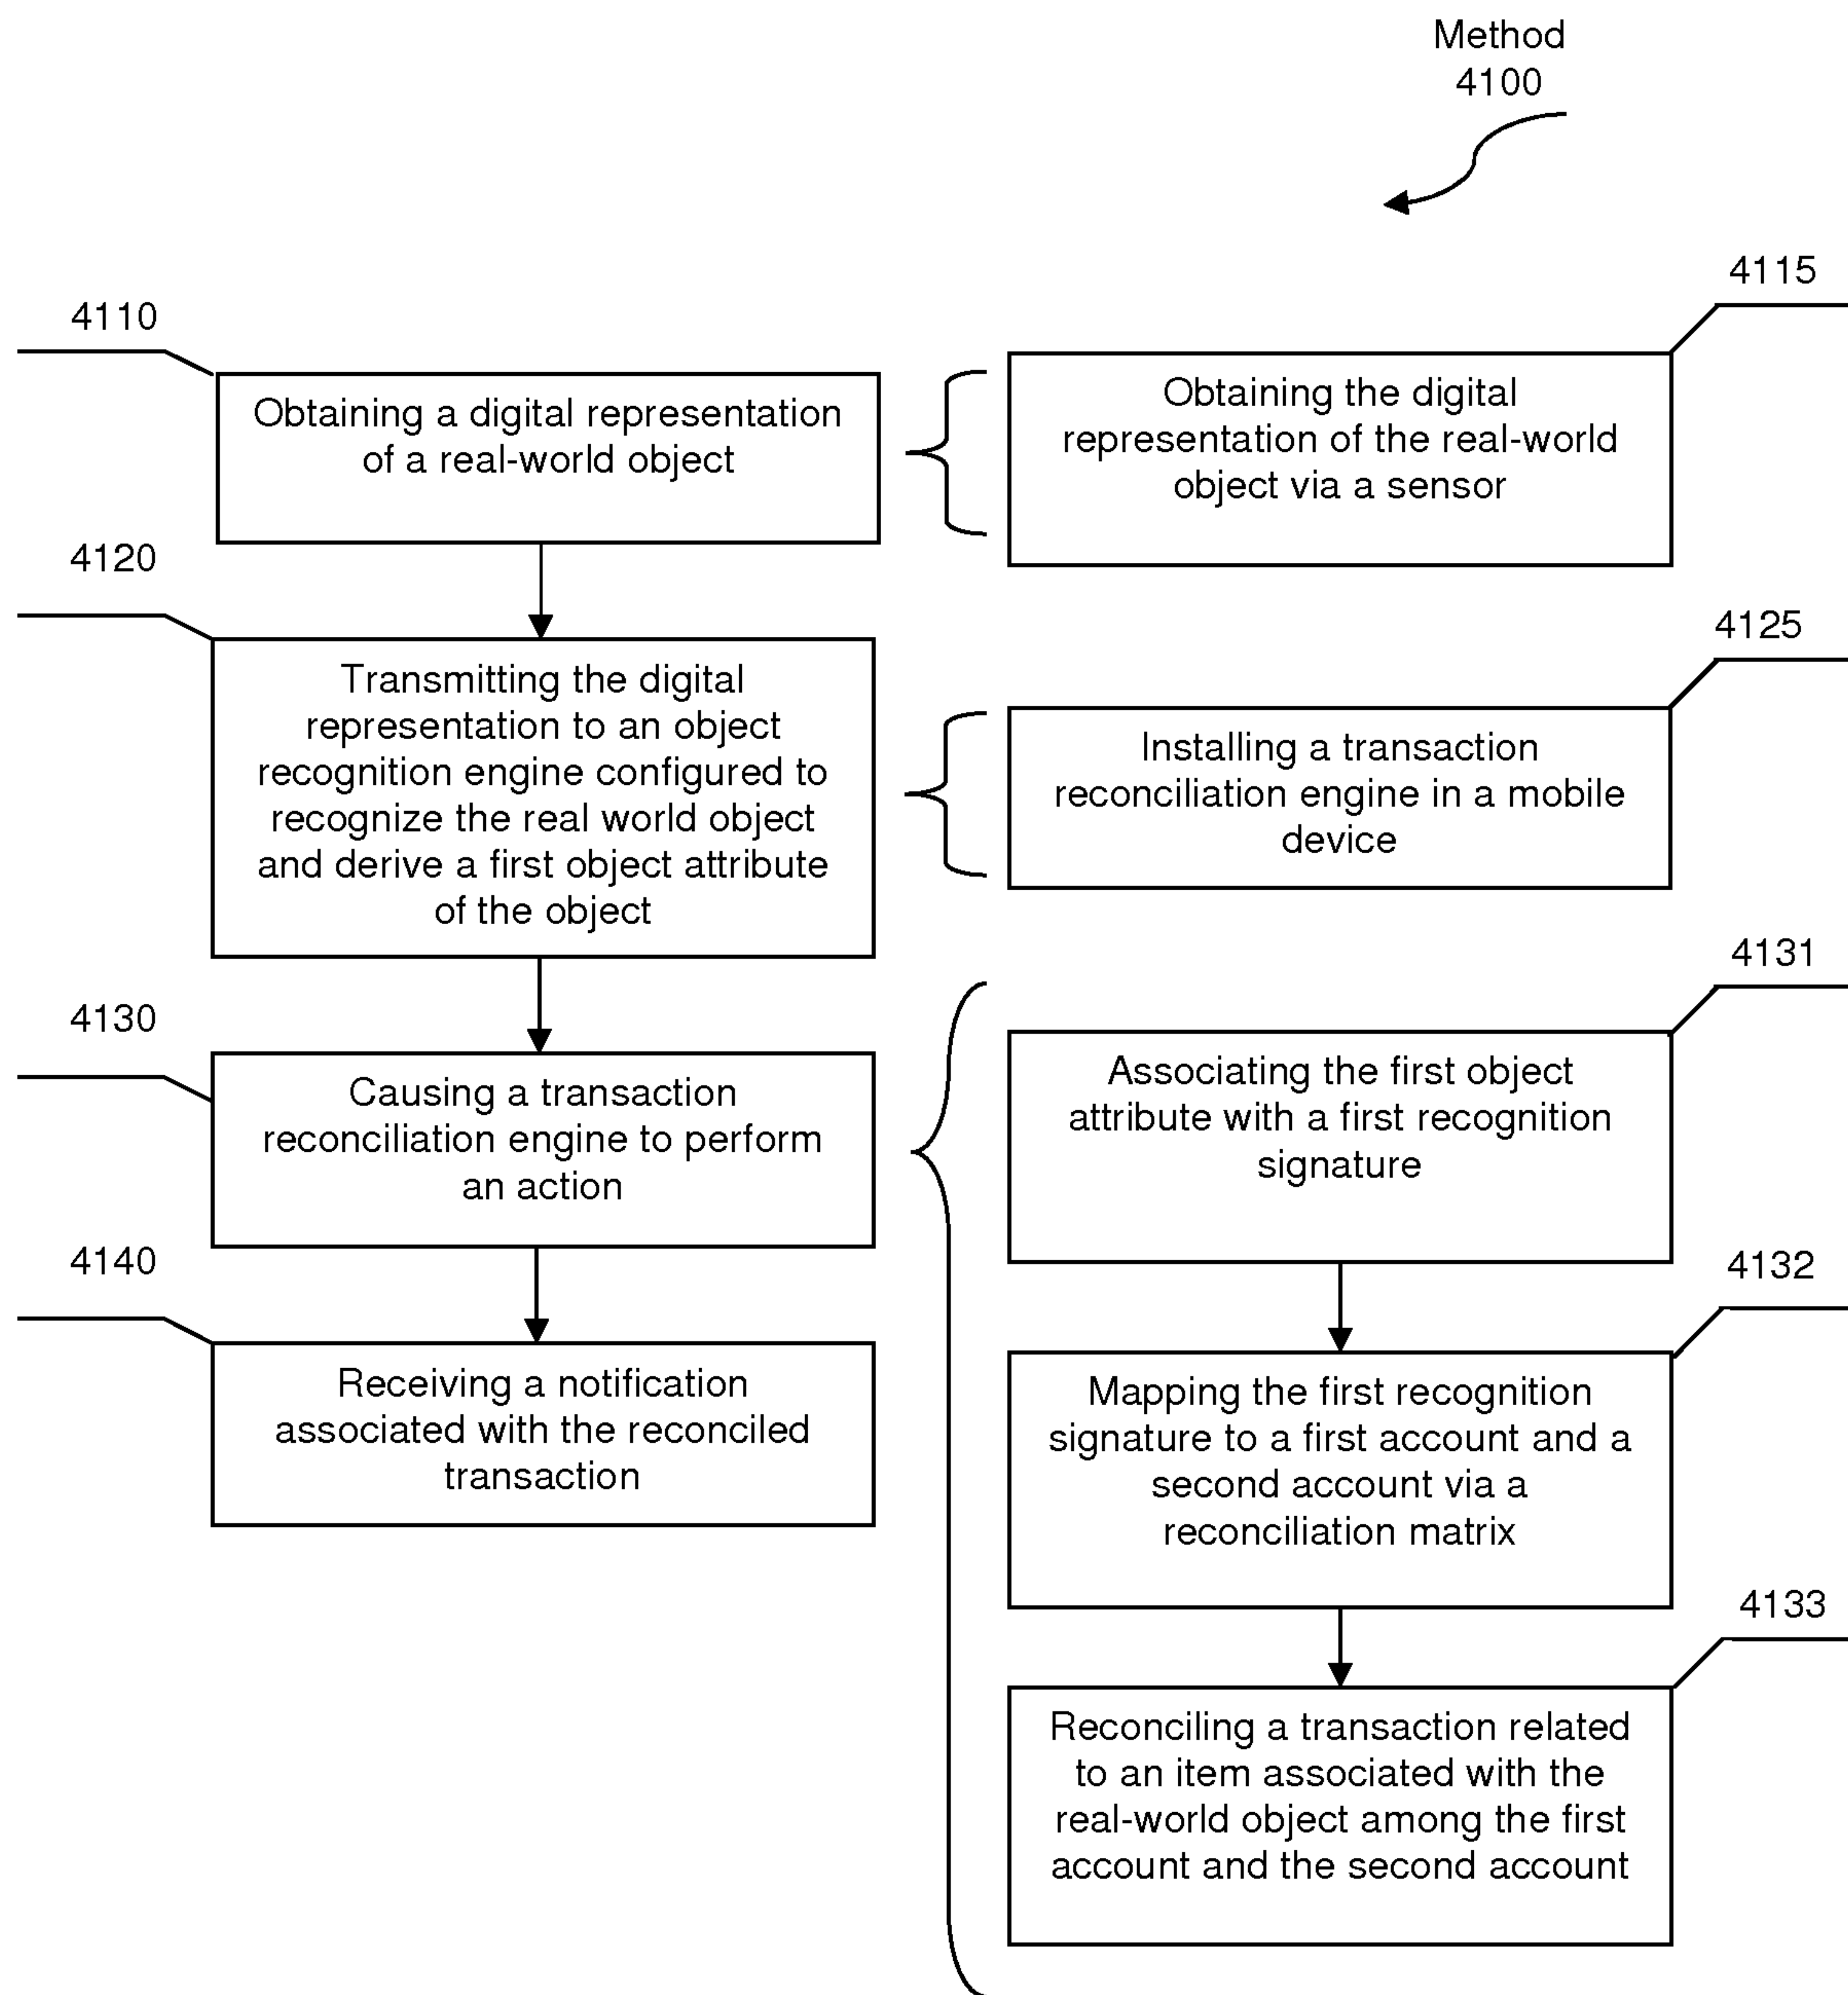 Method
4100
4110
Obtaining a digital representation
of a real-world object
4115
Obtaining the digital
representation of the real-world
object via a sensor
4120
Transmitting the digital
representation to an object
recognition engine configured to
recognize the real world object
and derive a first object attribute
of the object
4125
Installing a transaction
reconciliation engine in a mobile
device
4130
Causing a transaction
reconciliation engine to perform
an action
4131
Associating the first object
attribute with a first recognition
signature
4132
Mapping the first recognition
signature to a first account and a
second account via a
reconciliation matrix
4133
Reconciling a transaction related
to an item associated with the
real-world object among the first
account and the second account
4140
Receiving a notification
associated with the reconciled
transaction